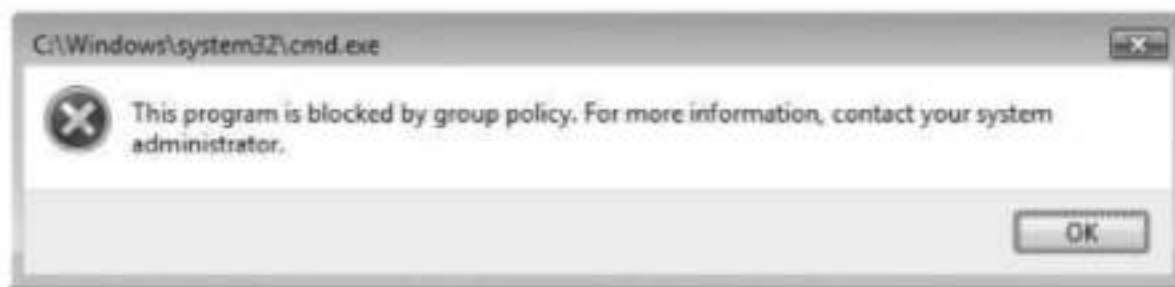 C:\Windows\system32\cmd.exe
This program is blocked by group policy. For more information, contact your system
administrator.
OK